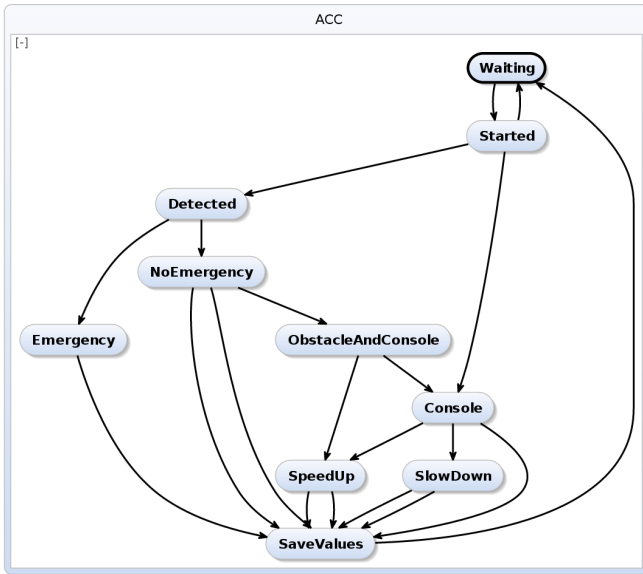 ACC
[-]
Waiting
Started
Detected
NoEmergency
Emergency
ObstacleAndConsole
Console
SpeedUp
SlowDown
SaveValues